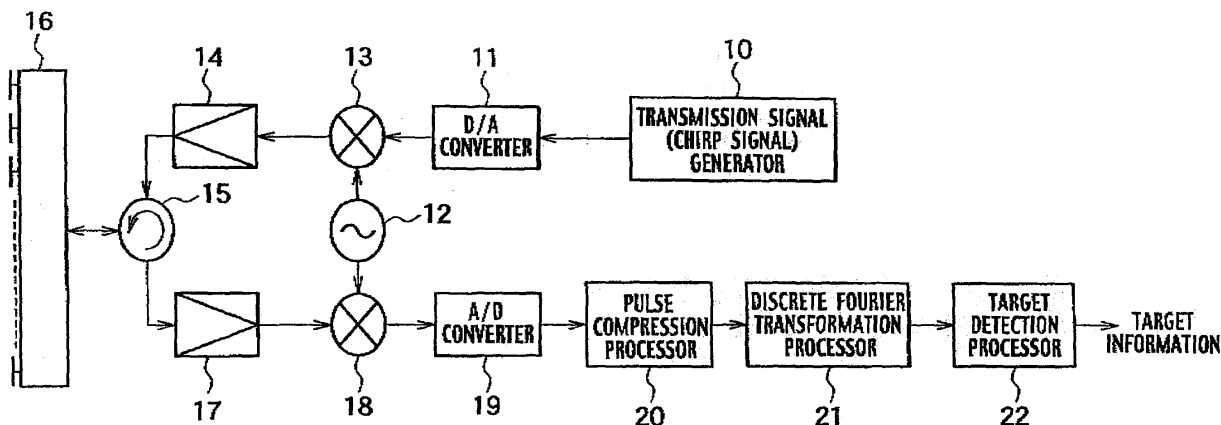 16
14
13
11
10
D/A
CONVERTER
TRANSMISSION SIGNAL
(CHIRP SIGNAL)
GENERATOR
15
12
A/D
CONVERTER
PULSE
COMPRESSION
PROCESSOR
DISCRETE FOURIER
TRANSFORMATION
PROCESSOR
TARGET
DETECTION
PROCESSOR
TARGET
INFORMATION
17
18
19
20
21
22